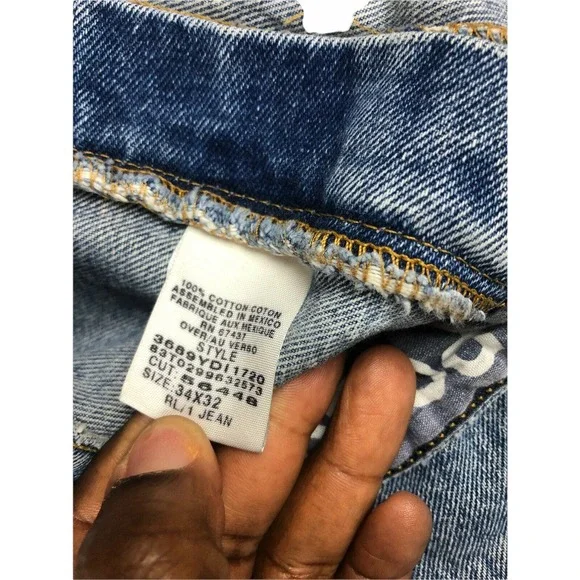 100% COTTON-COTON
ASSEMBLED IN MEXICO
FABRIQUE AUX MEXIQUE
RN 67431
OVER/AU VERSO
STYLE
3689YDI1720
83T0299632573
CUT: 56448
SIZE: 34X32
RL/1 JEAN